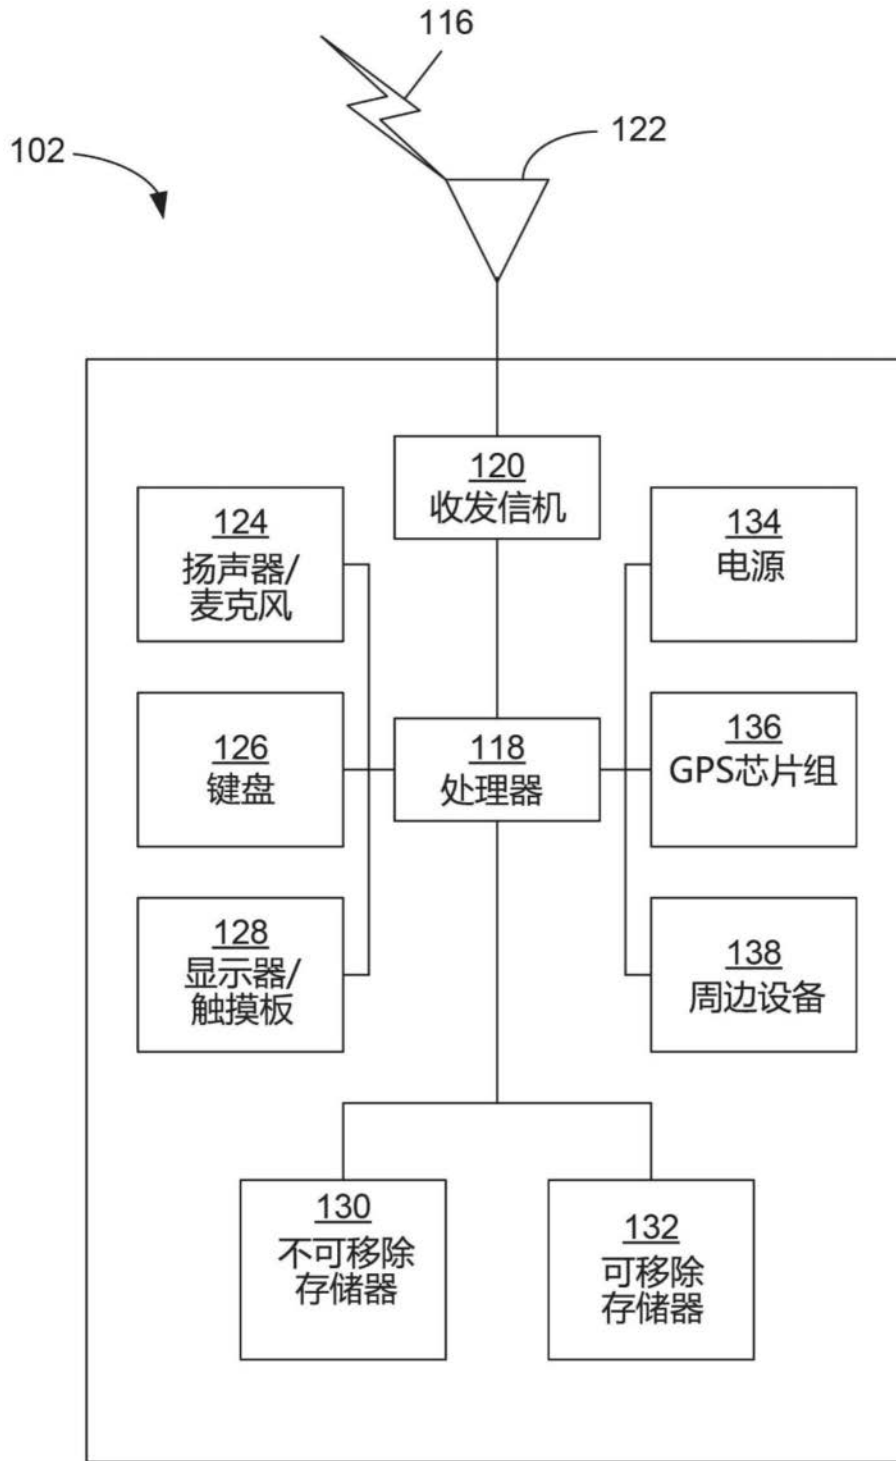 116
122
102
120
收发信机
124
扬声器/
麦克风
134
电源
126
键盘
118
处理器
136
GPS芯片组
128
显示器/
触摸板
138
周边设备
130
不可移除
存储器
132
可移除
存储器